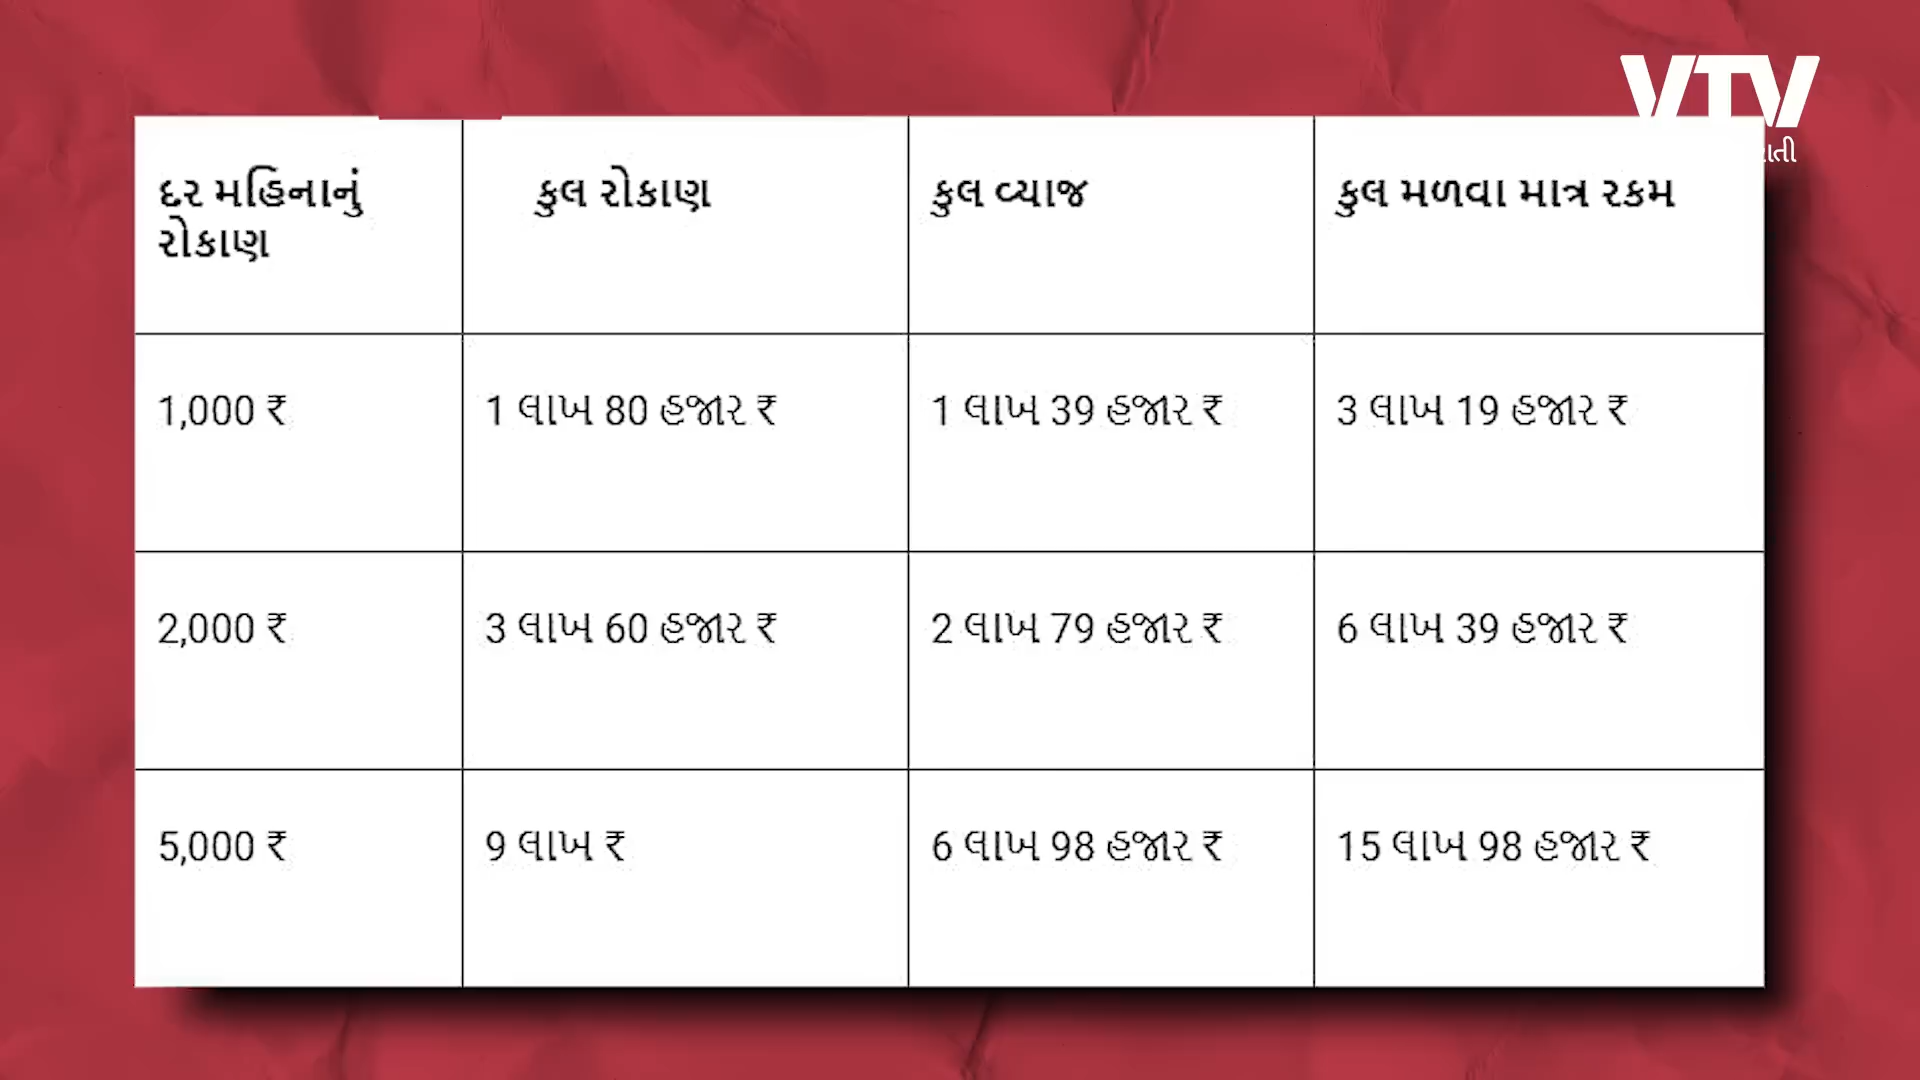 VTV
દર મહિનાનું
રોકાણ
કુલ રોકાણ
કુલ વ્યાજ
કુલ મળવા માત્ર રકમ
1,000 ₹
1 લાખ 80 હજાર ₹
1 લાખ 39 હજાર ₹
3 લાખ 19 હજાર ₹
2,000 ₹
3 લાખ 60 હજાર ₹
2 લાખ 79 હજાર ₹
6 લાખ 39 હજાર ₹
5,000 ₹
9 લાખ ₹
6 લાખ 98 હજાર ₹
15 લાખ 98 હજાર ₹